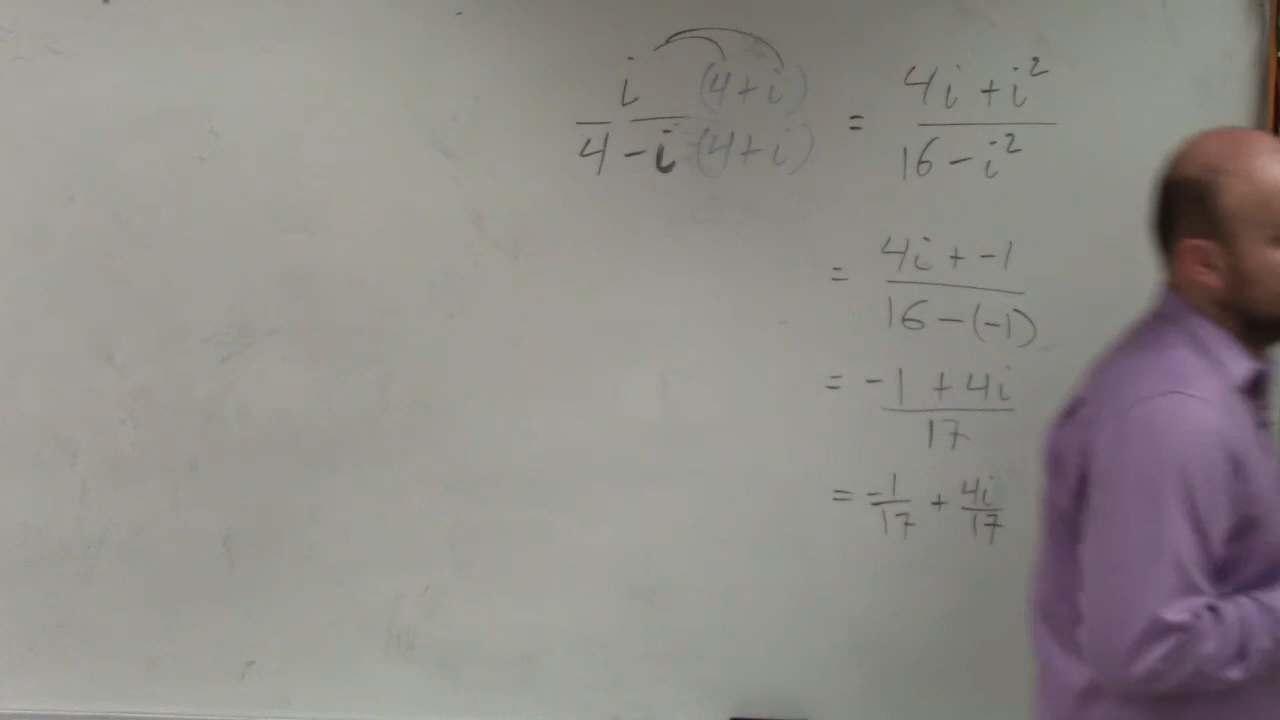 i (4+i) / 4-i (4+i) = 4i + i² / 16 - i²
= 4i + -1 / 16 - (-1)
= -1 + 4i / 17
= -1/17 + 4i/17